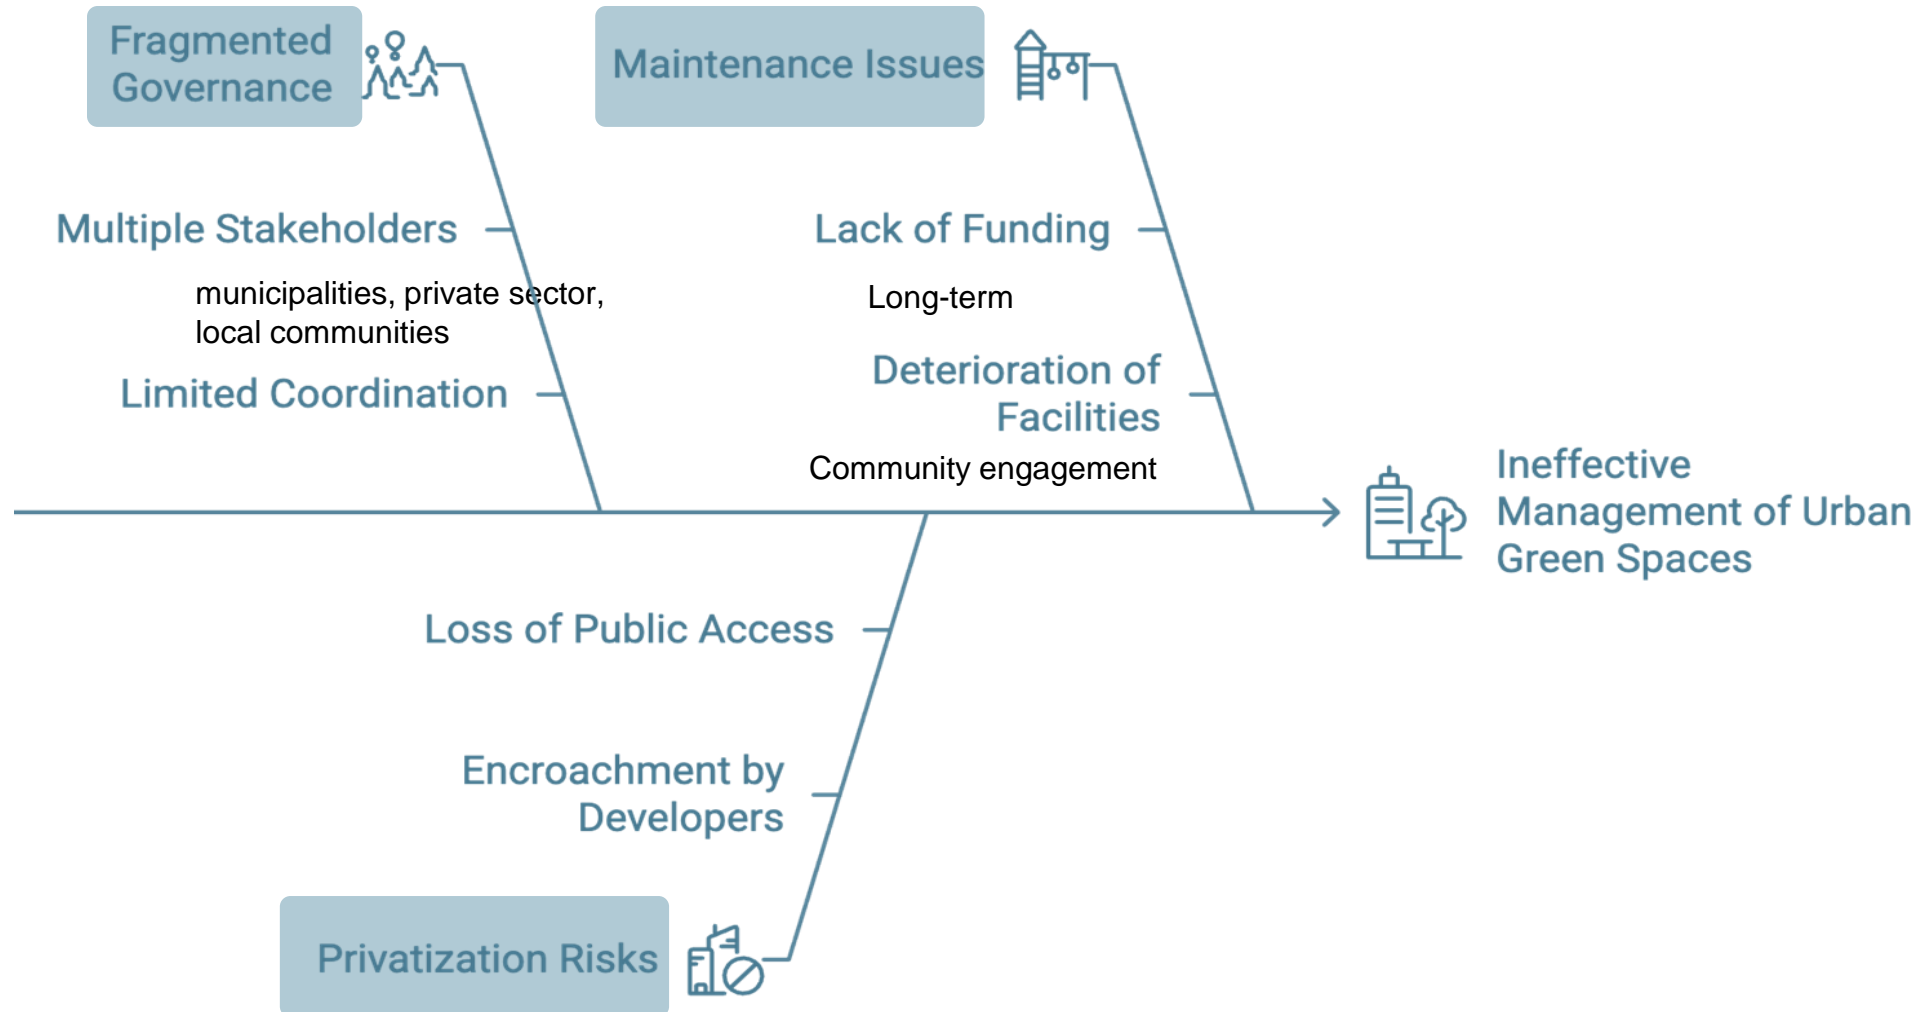 Fragmented
Governance
Maintenance Issues
Multiple Stakeholders
municipalities, private sector,
local communities
Limited Coordination
Lack of Funding
Long-term
Deterioration of
Facilities
Community engagement
Ineffective
Management of Urban
Green Spaces
Loss of Public Access
Encroachment by
Developers
Privatization Risks